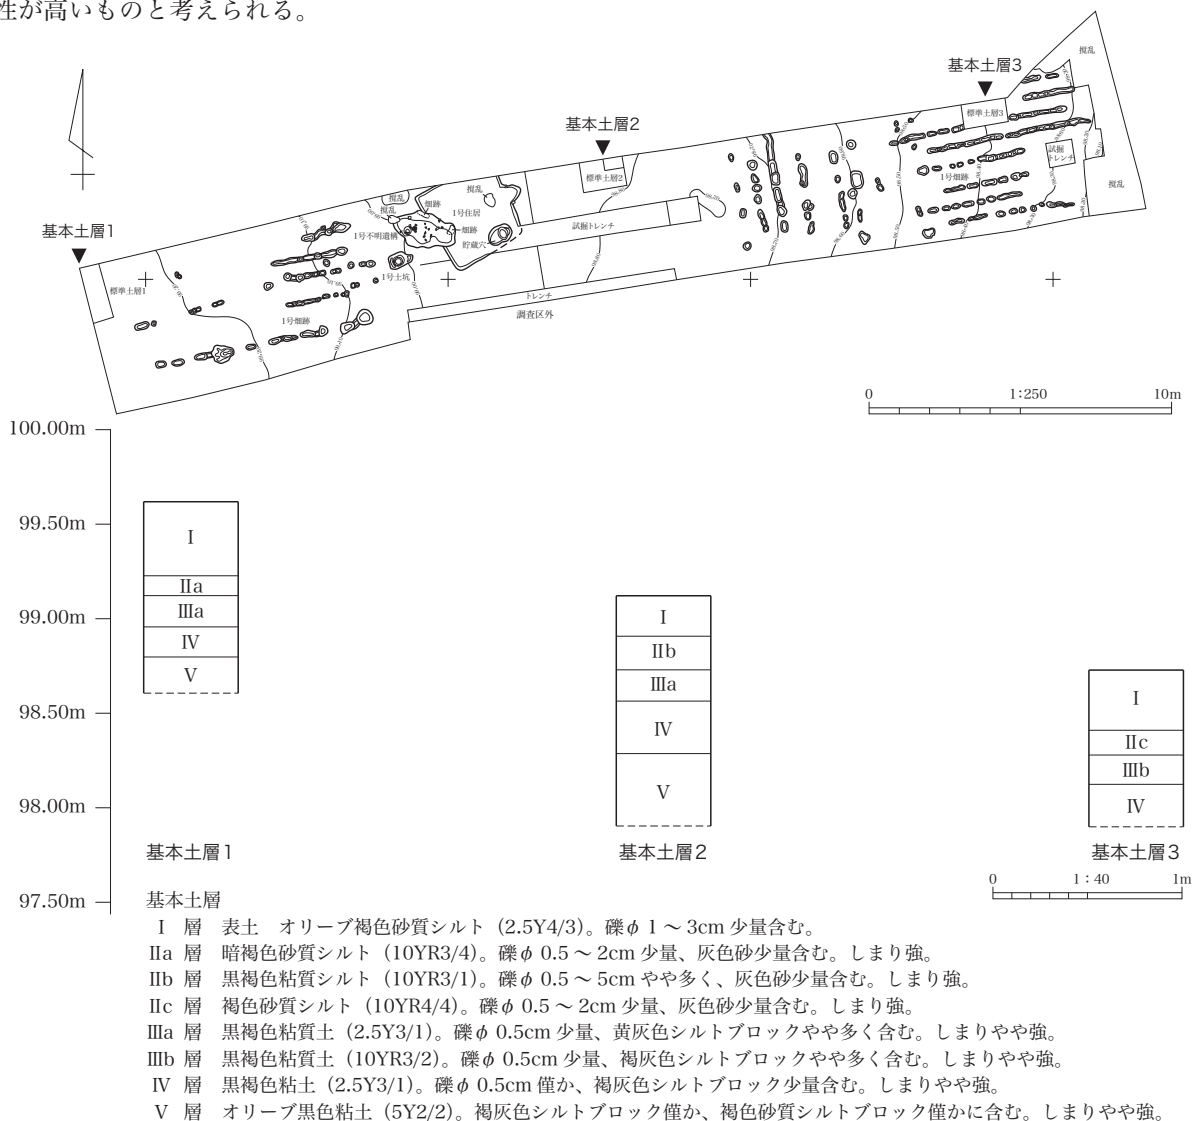 性が高いものと考えられる。
基本土層3
撹乱
標準土層3
試掘
トレンチ
1号畑跡
撹乱
基本土層2
標準土層2
撹乱
撹乱
撹乱
畑跡
1号住居
1号不明遺構
畑跡
貯蔵穴
試掘トレンチ
1号土坑
基本土層1
標準土層1
1号畑跡
トレンチ
調査区外
0 1:250 10m
100.00m
99.50m
99.00m
98.50m
98.00m
97.50m
Ⅰ
Ⅱa
Ⅲa
Ⅳ
Ⅴ
基本土層1
Ⅰ
Ⅱb
Ⅲa
Ⅳ
Ⅴ
基本土層2
Ⅰ
Ⅱc
Ⅲb
Ⅳ
基本土層3
0 1:40 1m
基本土層
Ⅰ 層 表土 オリーブ褐色砂質シルト（2.5Y4/3）。礫φ 1 ～ 3cm 少量含む。
Ⅱa 層 暗褐色砂質シルト（10YR3/4）。礫φ 0.5 ～ 2cm 少量、灰色砂少量含む。しまり強。
Ⅱb 層 黒褐色粘質シルト（10YR3/1）。礫φ 0.5 ～ 5cm やや多く、灰色砂少量含む。しまり強。
Ⅱc 層 褐色砂質シルト（10YR4/4）。礫φ 0.5 ～ 2cm 少量、灰色砂少量含む。しまり強。
Ⅲa 層 黒褐色粘質土（2.5Y3/1）。礫φ 0.5cm 少量、黄灰色シルトブロックやや多く含む。しまりやや強。
Ⅲb 層 黒褐色粘質土（10YR3/2）。礫φ 0.5cm 少量、褐灰色シルトブロックやや多く含む。しまりやや強。
Ⅳ 層 黒褐色粘土（2.5Y3/1）。礫φ 0.5cm 僅か、褐灰色シルトブロック少量含む。しまりやや強。
Ⅴ 層 オリーブ黒色粘土（5Y2/2）。褐灰色シルトブロック僅か、褐色砂質シルトブロック僅かに含む。しまりやや強。